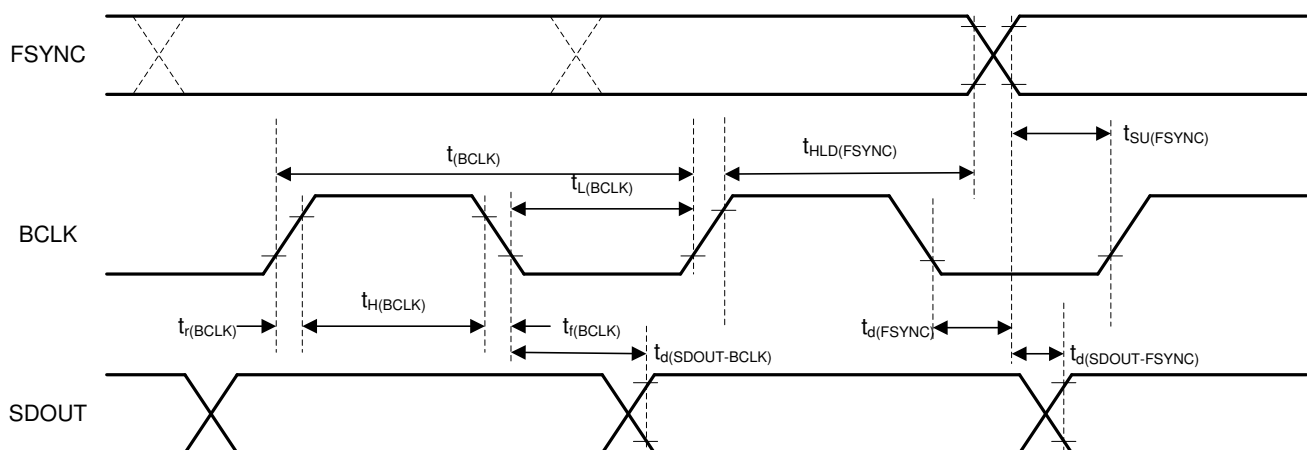 FSYNC
tSU(FSYNC)
t(BCLK)
tHLD(FSYNC)
tL(BCLK)
BCLK
tH(BCLK)
tr(BCLK)
tf(BCLK)
td(FSYNC)
td(SDOUT-BCLK)
td(SDOUT-FSYNC)
SDOUT